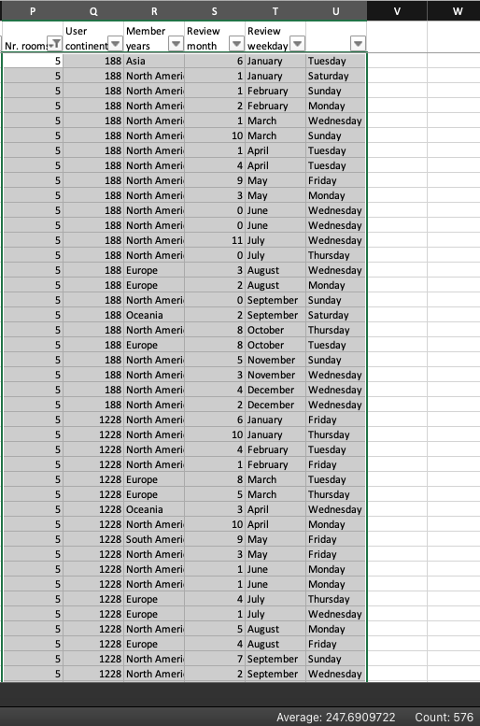 P Q R S T U V W
User Member Review Review
Nr. rooms continent years month weekday
5 188 Asia 6 January Tuesday
5 188 North Ameri 1 January Saturday
5 188 North Ameri 1 February Sunday
5 188 North Ameri 2 February Monday
5 188 North Ameri 1 March Wednesday
5 188 North Ameri 10 March Sunday
5 188 North Ameri 1 April Tuesday
5 188 North Ameri 4 April Tuesday
5 188 North Ameri 9 May Friday
5 188 North Ameri 3 May Monday
5 188 North Ameri 0 June Wednesday
5 188 North Ameri 0 June Wednesday
5 188 North Ameri 11 July Wednesday
5 188 North Ameri 0 July Thursday
5 188 Europe 3 August Wednesday
5 188 Europe 2 August Monday
5 188 North Ameri 0 September Sunday
5 188 Oceania 2 September Saturday
5 188 North Ameri 8 October Thursday
5 188 Europe 8 October Tuesday
5 188 North Ameri 5 November Sunday
5 188 North Ameri 3 November Wednesday
5 188 North Ameri 4 December Wednesday
5 188 North Ameri 2 December Wednesday
5 1228 North Ameri 6 January Friday
5 1228 North Ameri 10 January Thursday
5 1228 North Ameri 4 February Tuesday
5 1228 North Ameri 1 February Friday
5 1228 Europe 8 March Tuesday
5 1228 Europe 5 March Thursday
5 1228 Oceania 3 April Wednesday
5 1228 North Ameri 10 April Monday
5 1228 South Ameri 9 May Friday
5 1228 North Ameri 3 May Friday
5 1228 North Ameri 1 June Monday
5 1228 North Ameri 1 June Monday
5 1228 Europe 4 July Thursday
5 1228 Europe 1 July Wednesday
5 1228 North Ameri 5 August Monday
5 1228 Europe 4 August Friday
5 1228 North Ameri 7 September Sunday
5 1228 North Ameri 2 September Wednesday
Average: 247.6909722 Count: 576